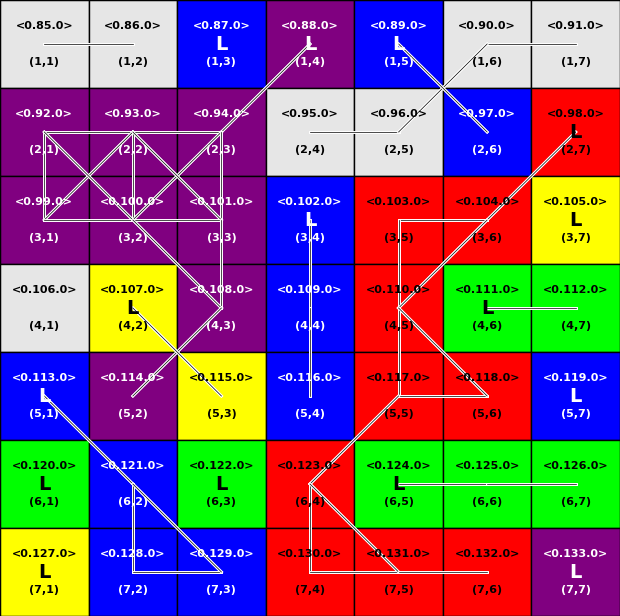 <0.85.0> <0.86.0> <0.87.0> <0.88.0> <0.89.0> <0.90.0> <0.91.0>
L L L
(1,1) (1,2) (1,3) (1,4) (1,5) (1,6) (1,7)
<0.92.0> <0.93.0> <0.94.0> <0.95.0> <0.96.0> <0.97.0> <0.98.0>
L
(2,1) (2,2) (2,3) (2,4) (2,5) (2,6) (2,7)
<0.99.0> <0.100.0> <0.101.0> <0.102.0> <0.103.0> <0.104.0> <0.105.0>
L L
(3,1) (3,2) (3,3) (3,4) (3,5) (3,6) (3,7)
<0.106.0> <0.107.0> <0.108.0> <0.109.0> <0.110.0> <0.111.0> <0.112.0>
L L
(4,1) (4,2) (4,3) (4,4) (4,5) (4,6) (4,7)
<0.113.0> <0.114.0> <0.115.0> <0.116.0> <0.117.0> <0.118.0> <0.119.0>
L L
(5,1) (5,2) (5,3) (5,4) (5,5) (5,6) (5,7)
<0.120.0> <0.121.0> <0.122.0> <0.123.0> <0.124.0> <0.125.0> <0.126.0>
L L L
(6,1) (6,2) (6,3) (6,4) (6,5) (6,6) (6,7)
<0.127.0> <0.128.0> <0.129.0> <0.130.0> <0.131.0> <0.132.0> <0.133.0>
L L
(7,1) (7,2) (7,3) (7,4) (7,5) (7,6) (7,7)